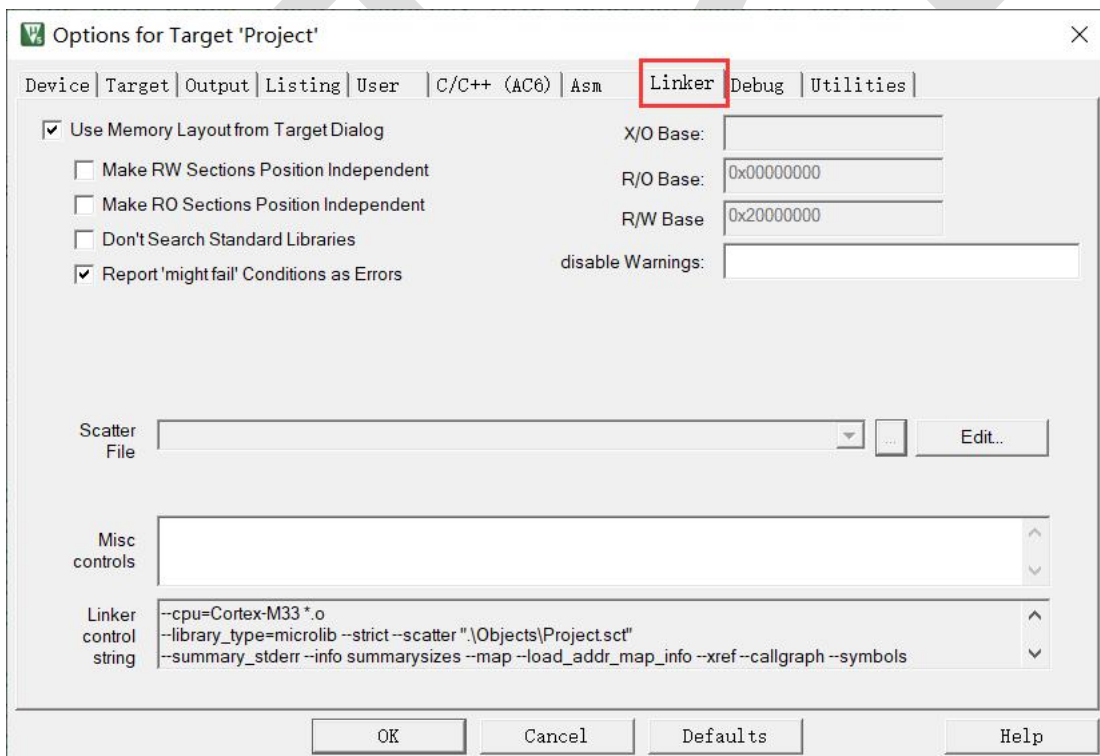 Options for Target 'Project'
Device Target Output Listing User C/C++ (AC6) Asm Linker Debug Utilities
Use Memory Layout from Target Dialog
X/O Base:
Make RW Sections Position Independent
R/O Base: 0x00000000
Make RO Sections Position Independent
R/W Base 0x20000000
Don't Search Standard Libraries
disable Warnings:
Report 'might fail' Conditions as Errors
Scatter
File
... Edit...
Misc
controls
Linker
control
string
--cpu=Cortex-M33 *.o
--library_type=microlib --strict --scatter ".\Objects\Project.sct"
--summary_stderr --info summarysizes --map --load_addr_map_info --xref --callgraph --symbols
OK Cancel Defaults Help